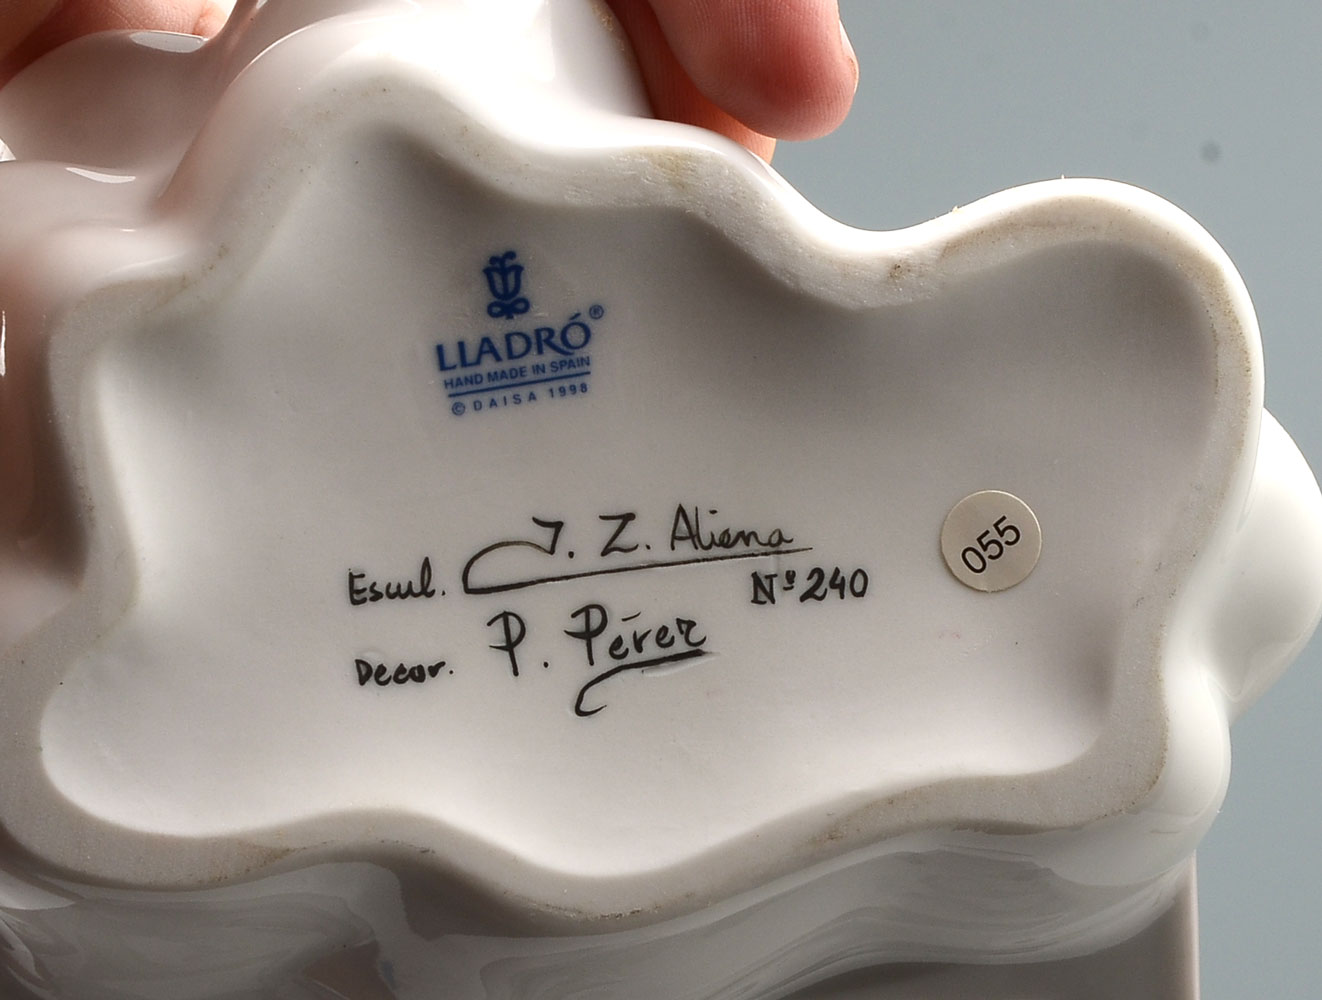 LLADRÓ®
HAND MADE IN SPAIN
© DAISA 1998
Escul. J. Z. Aliena
Nº 240
Decor. P. Pérez
055